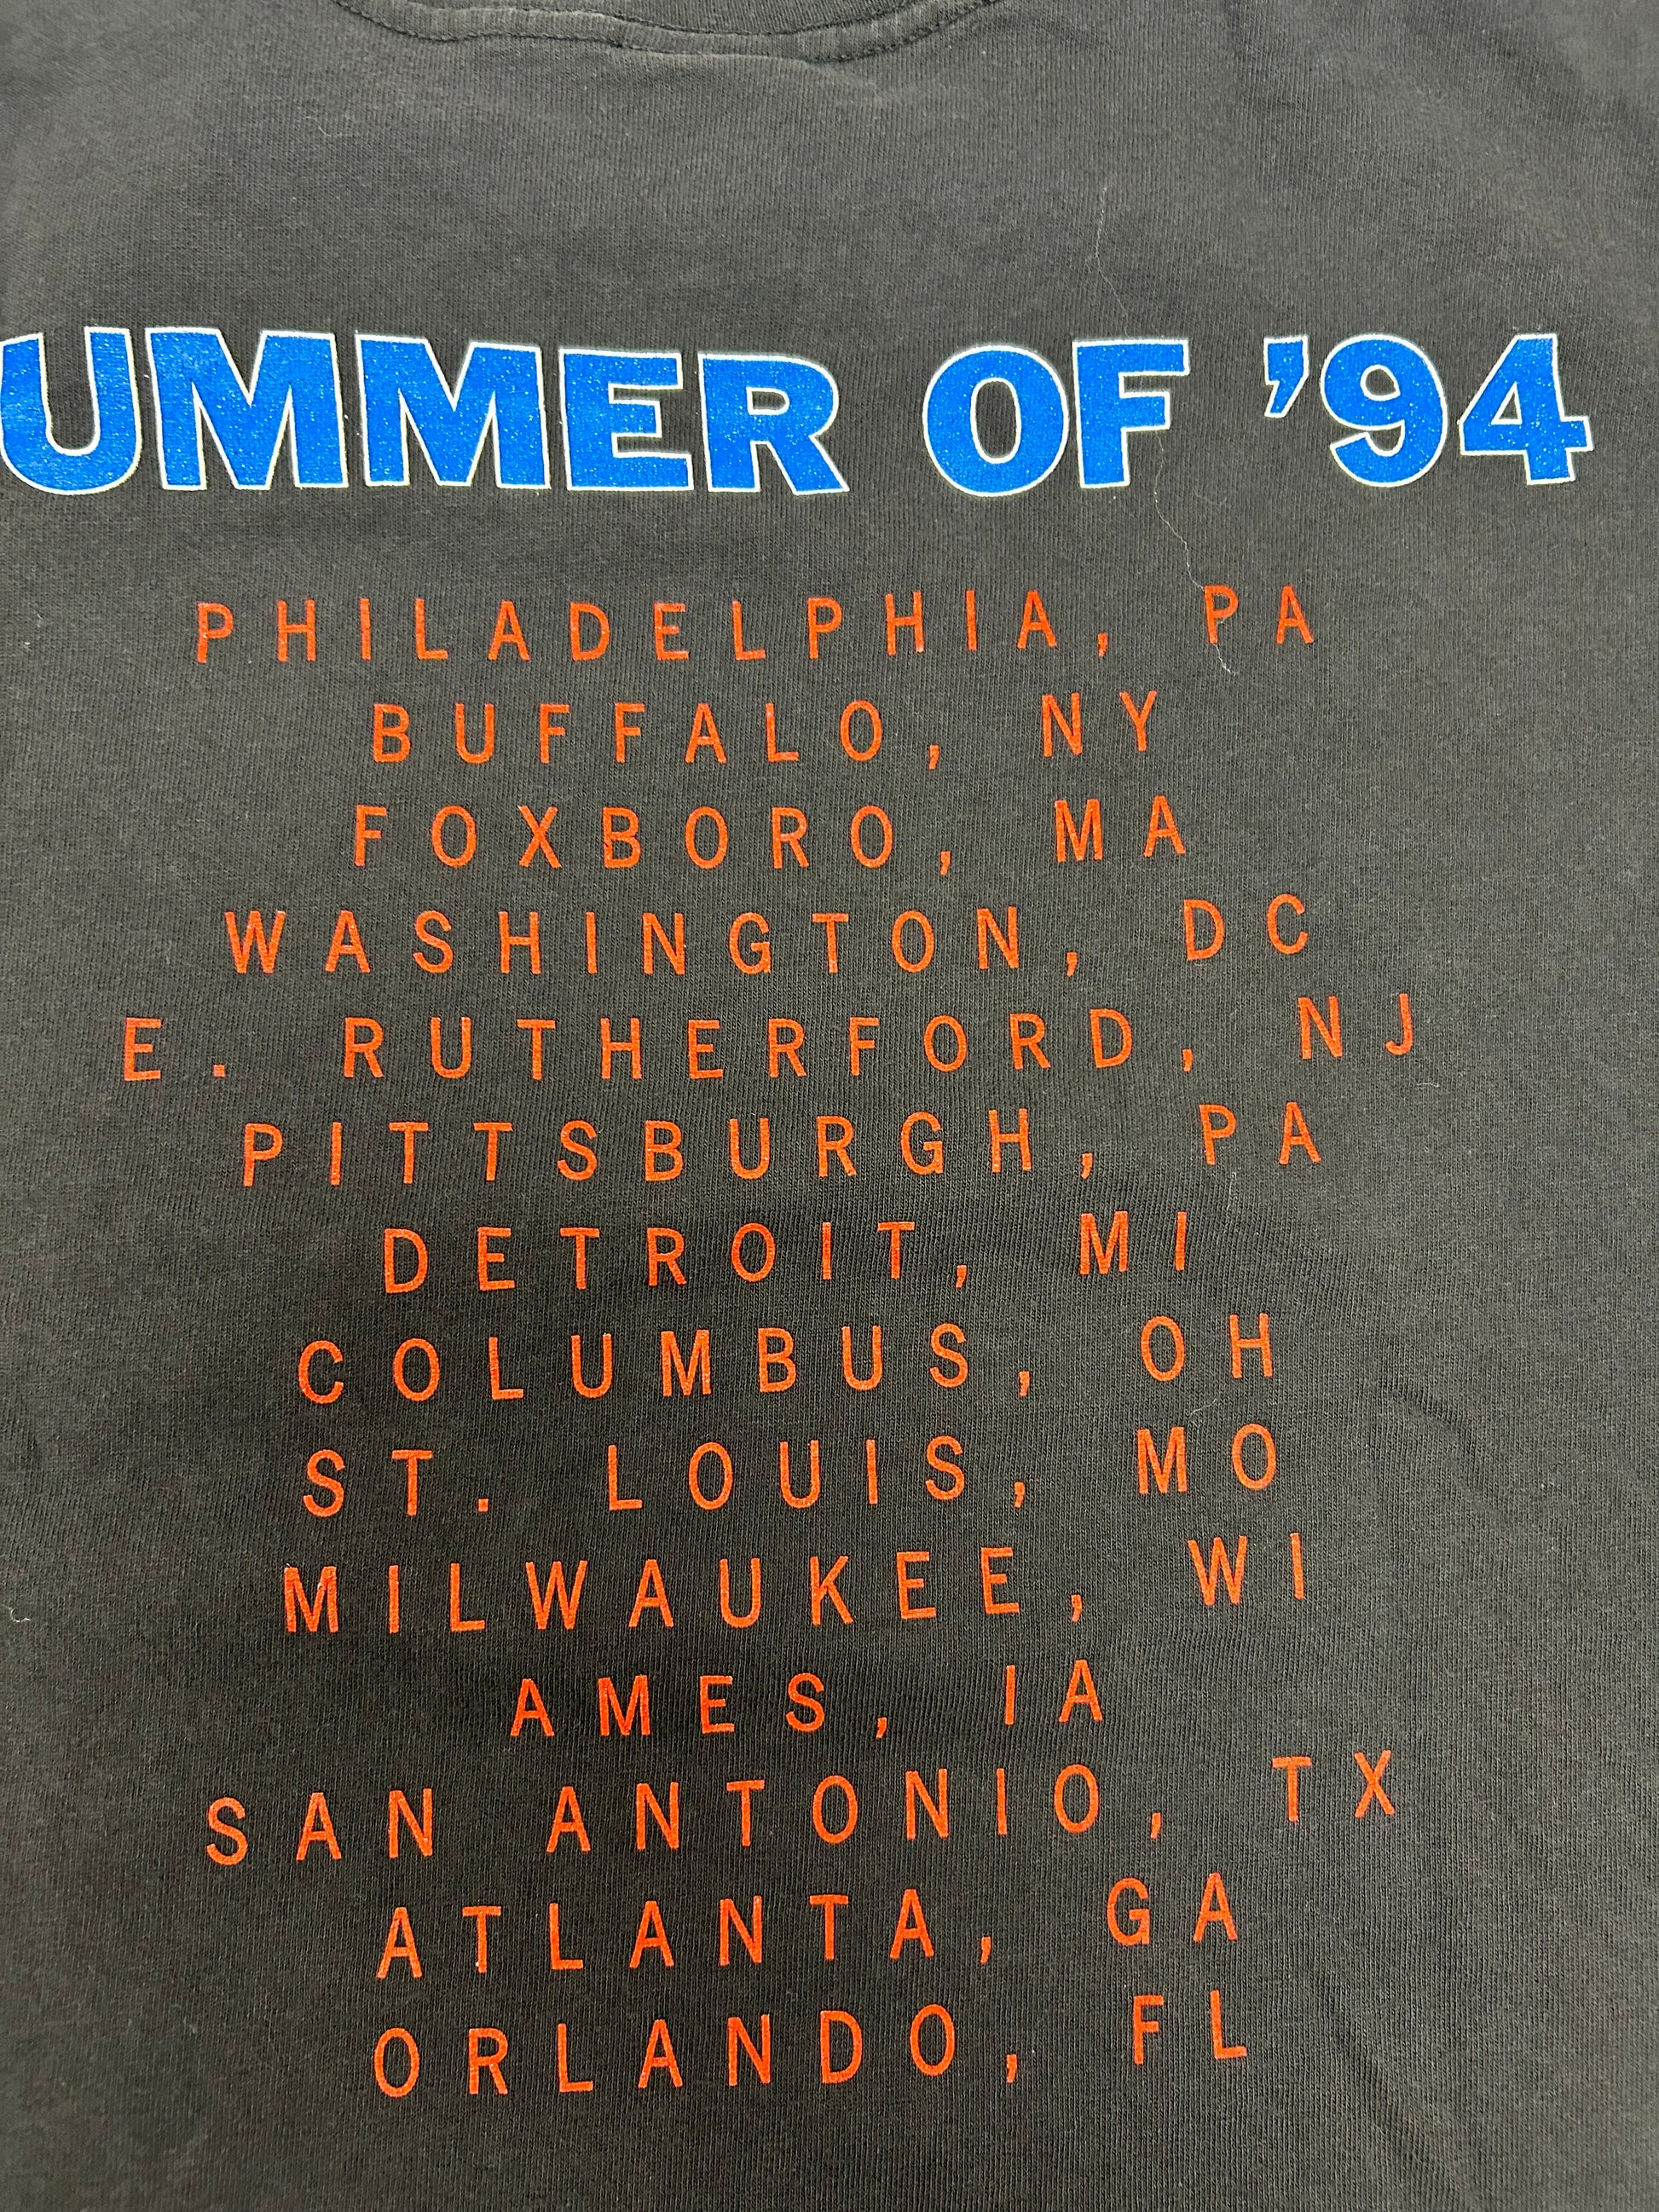 UMMER OF '94
PHILADELPHIA, PA
BUFFALO, NY
FOXBORO, MA
WASHINGTON, DC
E. RUTHERFORD, NJ
PITTSBURGH, PA
DETROIT, MI
COLUMBUS, OH
ST. LOUIS, MO
MILWAUKEE, WI
AMES, IA
SAN ANTONIO, TX
ATLANTA, GA
ORLANDO, FL